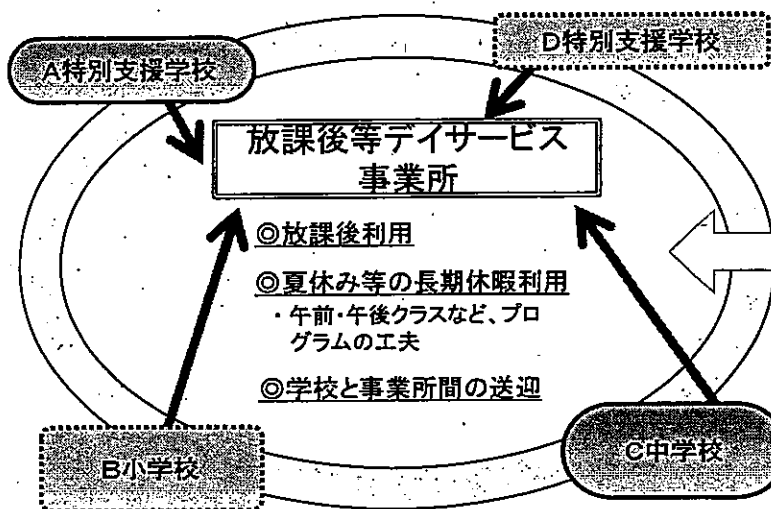 A特別支援学校
D特別支援学校
放課後等デイサービス
事業所
◎放課後利用
◎夏休み等の長期休暇利用
・午前・午後クラスなど、プロ
グラムの工夫
◎学校と事業所間の送迎
B小学校
C中学校